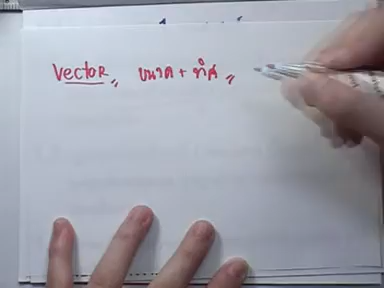 Vector,, ขนาด + ทิศ,,